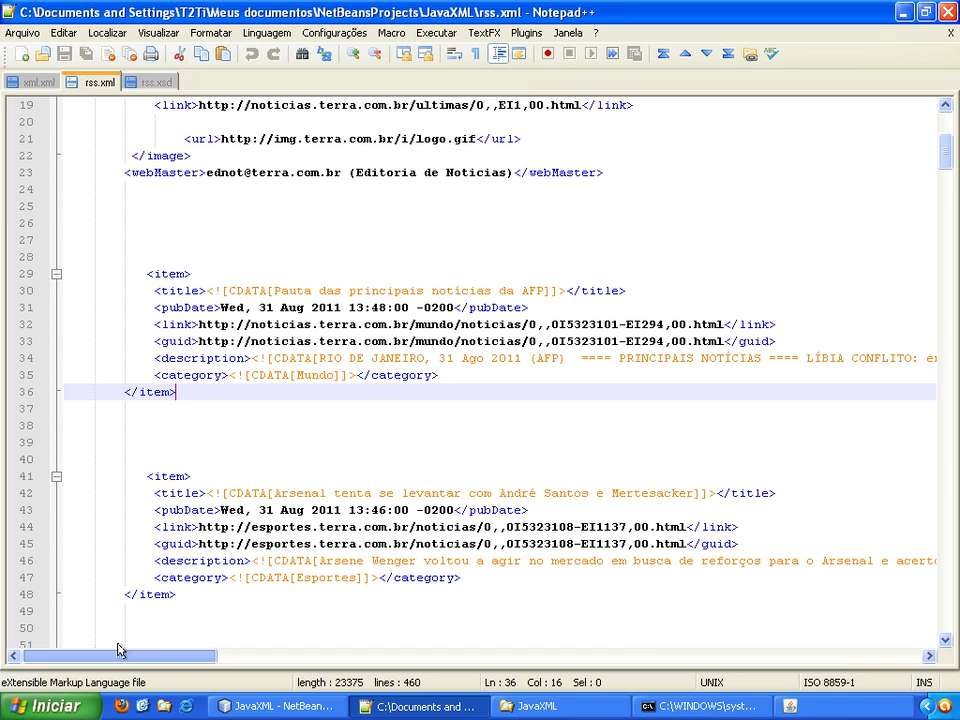 C:\Documents and Settings\T2Ti\Meus documentos\NetBeansProjects\JavaXML\rss.xml - Notepad++
Arquivo Editar Localizar Visualizar Formatar Linguagem Configurações Macro Executar TextFX Plugins Janela ? X
xml.xml rss.xml rss.xsd
19 <link>http://noticias.terra.com.br/ultimas/0,,EI1,00.html</link>
20
21 <url>http://img.terra.com.br/i/logo.gif</url>
22 </image>
23 <webMaster>ednot@terra.com.br (Editoria de Noticias)</webMaster>
24
25
26
27
28
29 <item>
30 <title><![CDATA[Pauta das principais notícias da AFP]]></title>
31 <pubDate>Wed, 31 Aug 2011 13:48:00 -0200</pubDate>
32 <link>http://noticias.terra.com.br/mundo/noticias/0,,OI5323101-EI294,00.html</link>
33 <guid>http://noticias.terra.com.br/mundo/noticias/0,,OI5323101-EI294,00.html</guid>
34 <description><![CDATA[RIO DE JANEIRO, 31 Ago 2011 (AFP) ==== PRINCIPAIS NOTÍCIAS ==== LÍBIA CONFLITO:
35 <category><![CDATA[Mundo]]></category>
36 </item>
37
38
39
40
41 <item>
42 <title><![CDATA[Arsenal tenta se levantar com André Santos e Mertesacker]]></title>
43 <pubDate>Wed, 31 Aug 2011 13:46:00 -0200</pubDate>
44 <link>http://esportes.terra.com.br/noticias/0,,OI5323108-EI1137,00.html</link>
45 <guid>http://esportes.terra.com.br/noticias/0,,OI5323108-EI1137,00.html</guid>
46 <description><![CDATA[Arsene Wenger voltou a agir no mercado em busca de reforços para o Arsenal e acert
47 <category><![CDATA[Esportes]]></category>
48 </item>
49
50
51
eXtensible Markup Language file length : 23375 lines : 460 Ln : 36 Col : 16 Sel : 0 UNIX ISO 8859-1 INS
Iniciar JavaXML - NetBean... C:\Documents and ... JavaXML C:\WINDOWS\syst...